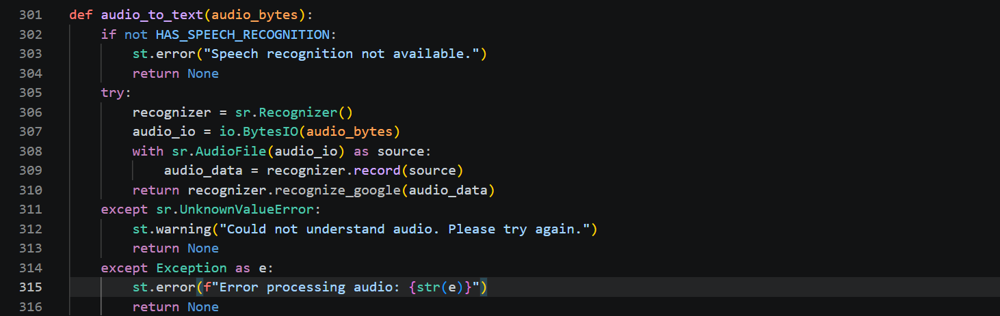 301 def audio_to_text(audio_bytes):
302     if not HAS_SPEECH_RECOGNITION:
303         st.error("Speech recognition not available.")
304         return None
305     try:
306         recognizer = sr.Recognizer()
307         audio_io = io.BytesIO(audio_bytes)
308         with sr.AudioFile(audio_io) as source:
309             audio_data = recognizer.record(source)
310         return recognizer.recognize_google(audio_data)
311     except sr.UnknownValueError:
312         st.warning("Could not understand audio. Please try again.")
313         return None
314     except Exception as e:
315         st.error(f"Error processing audio: {str(e)}")
316         return None